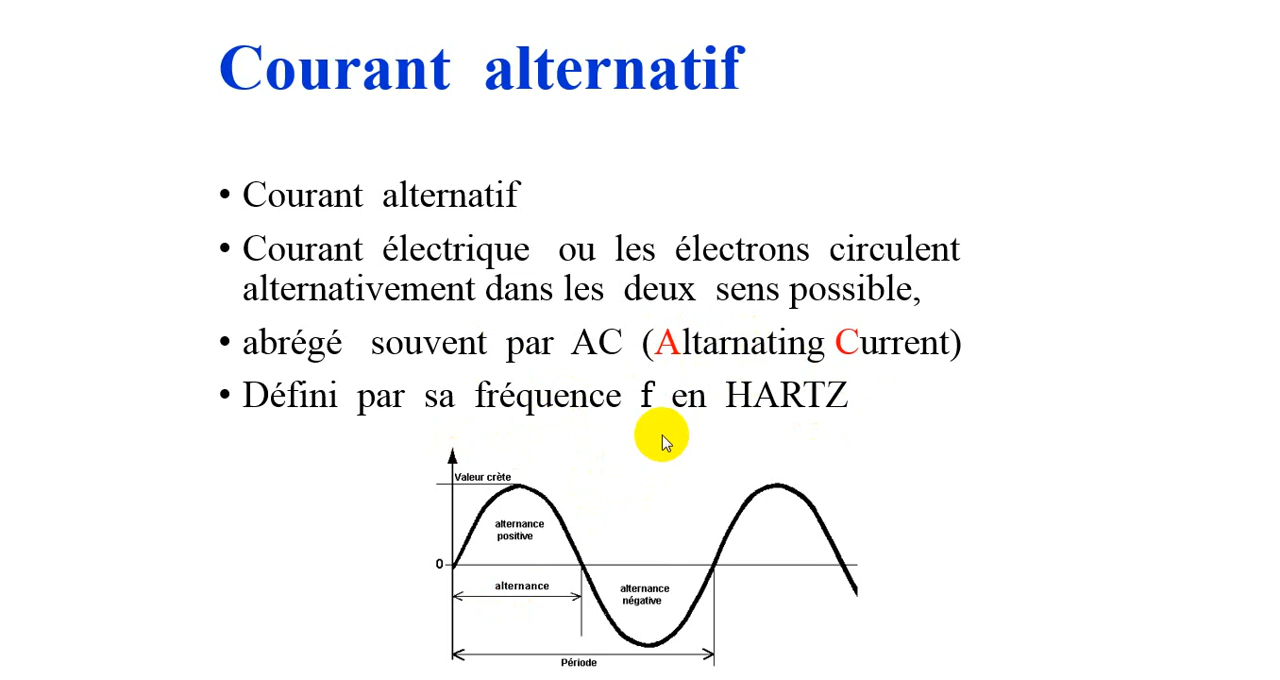 Courant alternatif
• Courant alternatif
• Courant électrique ou les électrons circulent
alternativement dans les deux sens possible,
• abrégé souvent par AC (Altarnating Current)
• Défini par sa fréquence f en HARTZ
Valeur crète
alternance
positive
0
alternance
alternance
négative
Période